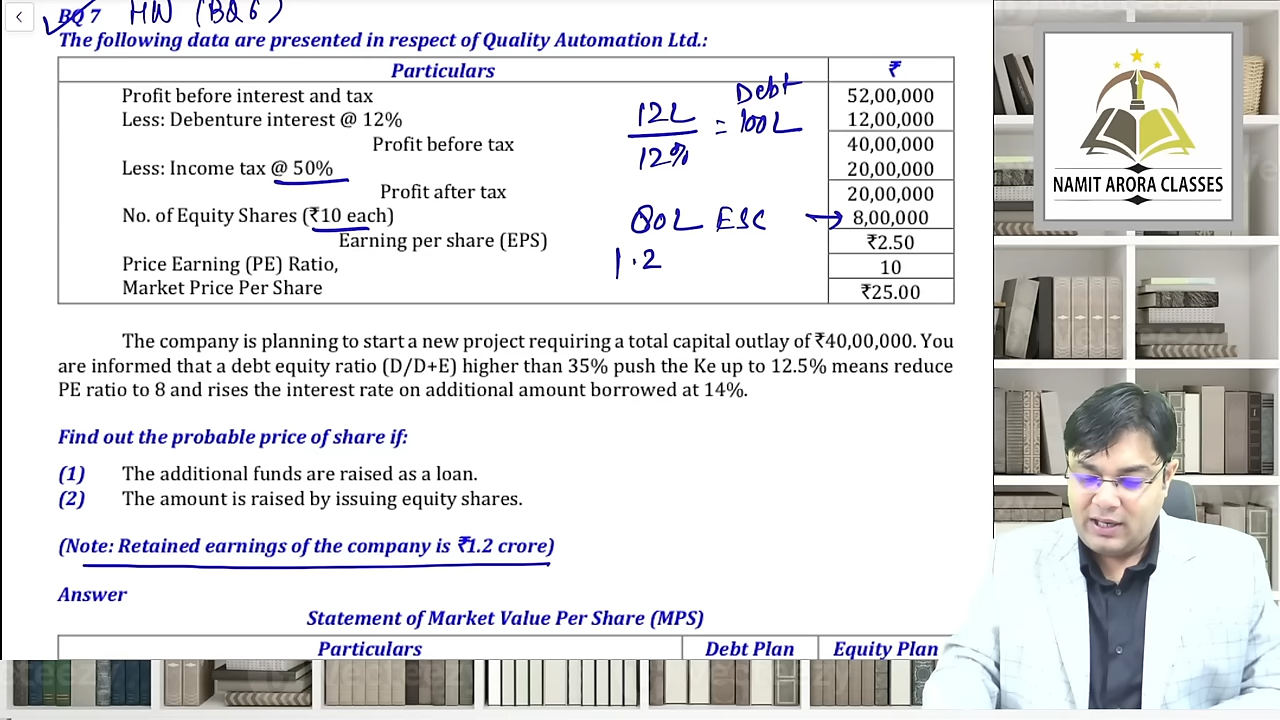 BQ 7 HW (BQ 6)
The following data are presented in respect of Quality Automation Ltd.:
Particulars ₹
Profit before interest and tax 52,00,000
Less: Debenture interest @ 12% 12,00,000
Profit before tax 40,00,000
Less: Income tax @ 50% 20,00,000
Profit after tax 20,00,000
No. of Equity Shares (₹10 each) 8,00,000
Earning per share (EPS) ₹2.50
Price Earning (PE) Ratio, 10
Market Price Per Share ₹25.00
12L / 12% = Debt 100L
80L ESC →
1.2
The company is planning to start a new project requiring a total capital outlay of ₹40,00,000. You
are informed that a debt equity ratio (D/D+E) higher than 35% push the Ke up to 12.5% means reduce
PE ratio to 8 and rises the interest rate on additional amount borrowed at 14%.
Find out the probable price of share if:
(1) The additional funds are raised as a loan.
(2) The amount is raised by issuing equity shares.
(Note: Retained earnings of the company is ₹1.2 crore)
Answer
Statement of Market Value Per Share (MPS)
Particulars Debt Plan Equity Plan
NAMIT ARORA CLASSES